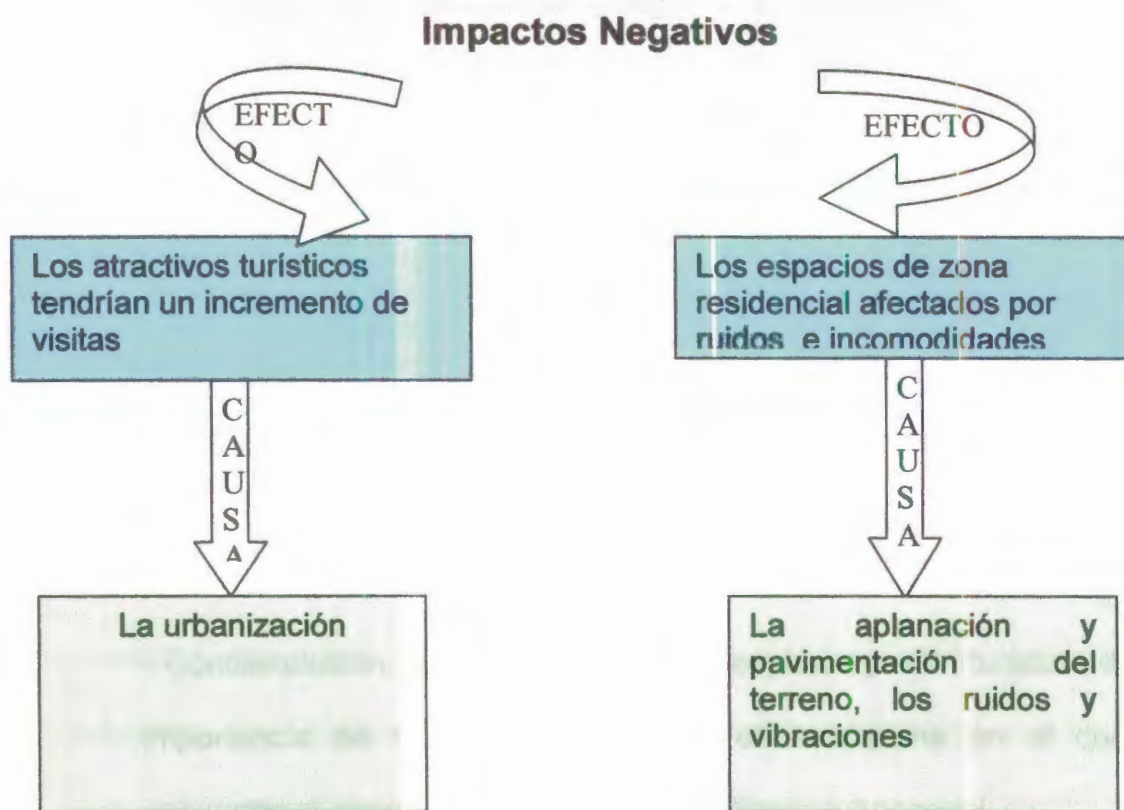 Impactos Negativos
EFECT
O
Los atractivos turísticos
tendrían un incremento de
visitas
C
A
U
S
A
La urbanización
EFECTO
Los espacios de zona
residencial afectados por
ruidos e incomodidades
C
A
U
S
A
La aplanación y
pavimentación del
terreno, los ruidos y
vibraciones